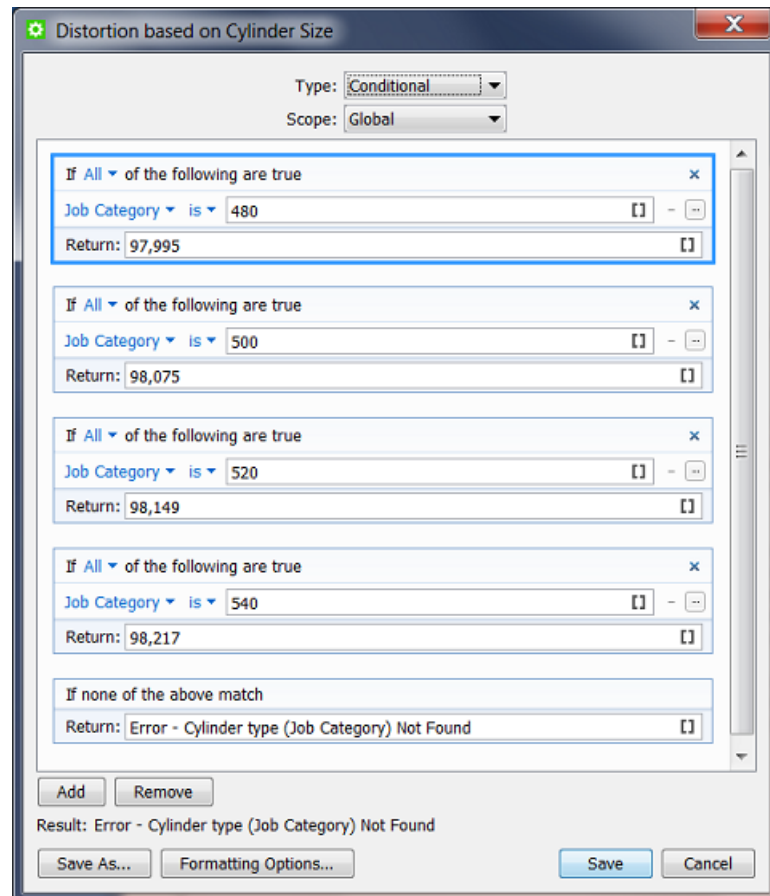 Distortion based on Cylinder Size
Type: Conditional
Scope: Global
If All of the following are true
Job Category is 480
Return: 97,995
If All of the following are true
Job Category is 500
Return: 98,075
If All of the following are true
Job Category is 520
Return: 98,149
If All of the following are true
Job Category is 540
Return: 98,217
If none of the above match
Return: Error - Cylinder type (Job Category) Not Found
Add Remove
Result: Error - Cylinder type (Job Category) Not Found
Save As... Formatting Options... Save Cancel